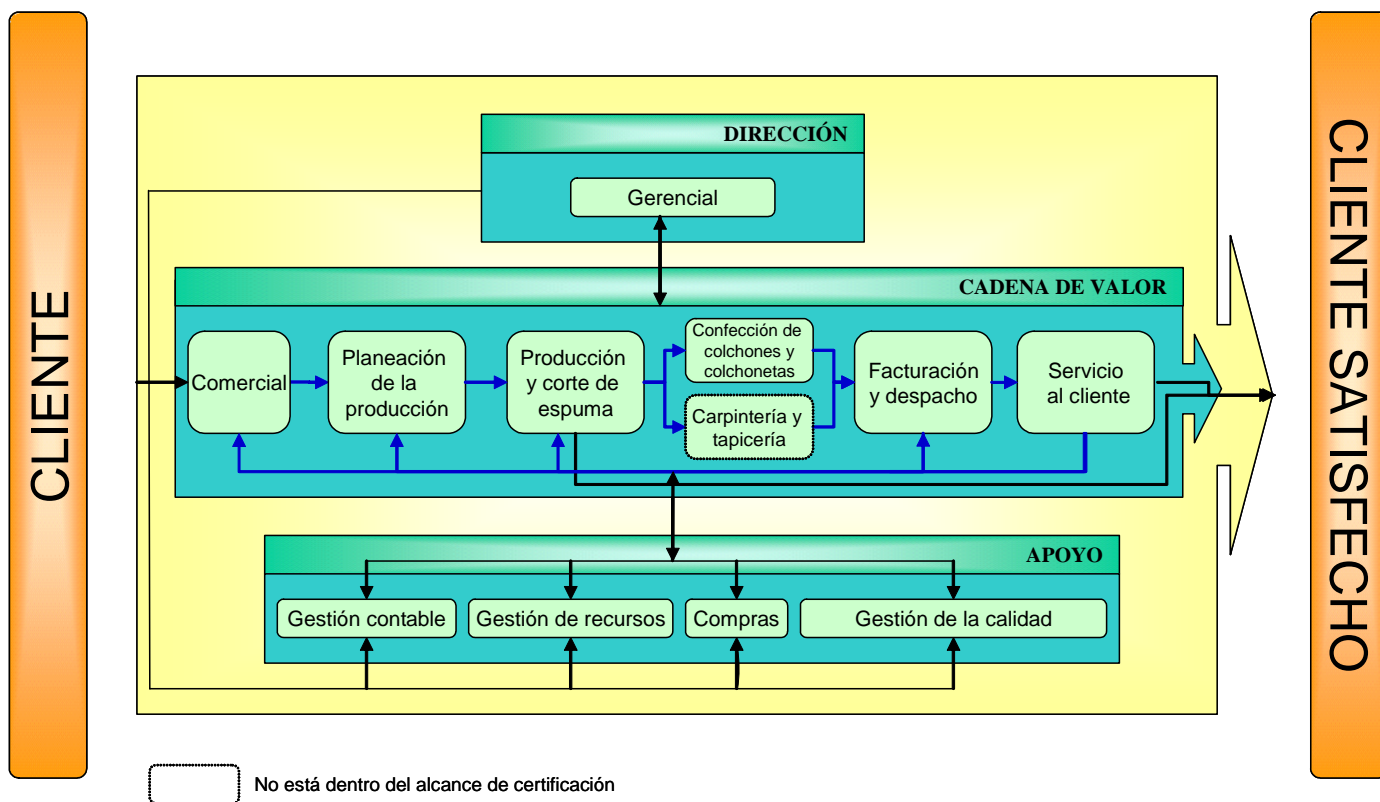 CLIENTE
DIRECCIÓN
Gerencial
CADENA DE VALOR
Comercial
Planeación
de la
producción
Producción
y corte de
espuma
Confección de
colchones y
colchonetas
Carpintería y
tapicería
Facturación
y despacho
Servicio
al cliente
APOYO
Gestión contable
Gestión de recursos
Compras
Gestión de la calidad
CLIENTE SATISFECHO
No está dentro del alcance de certificación